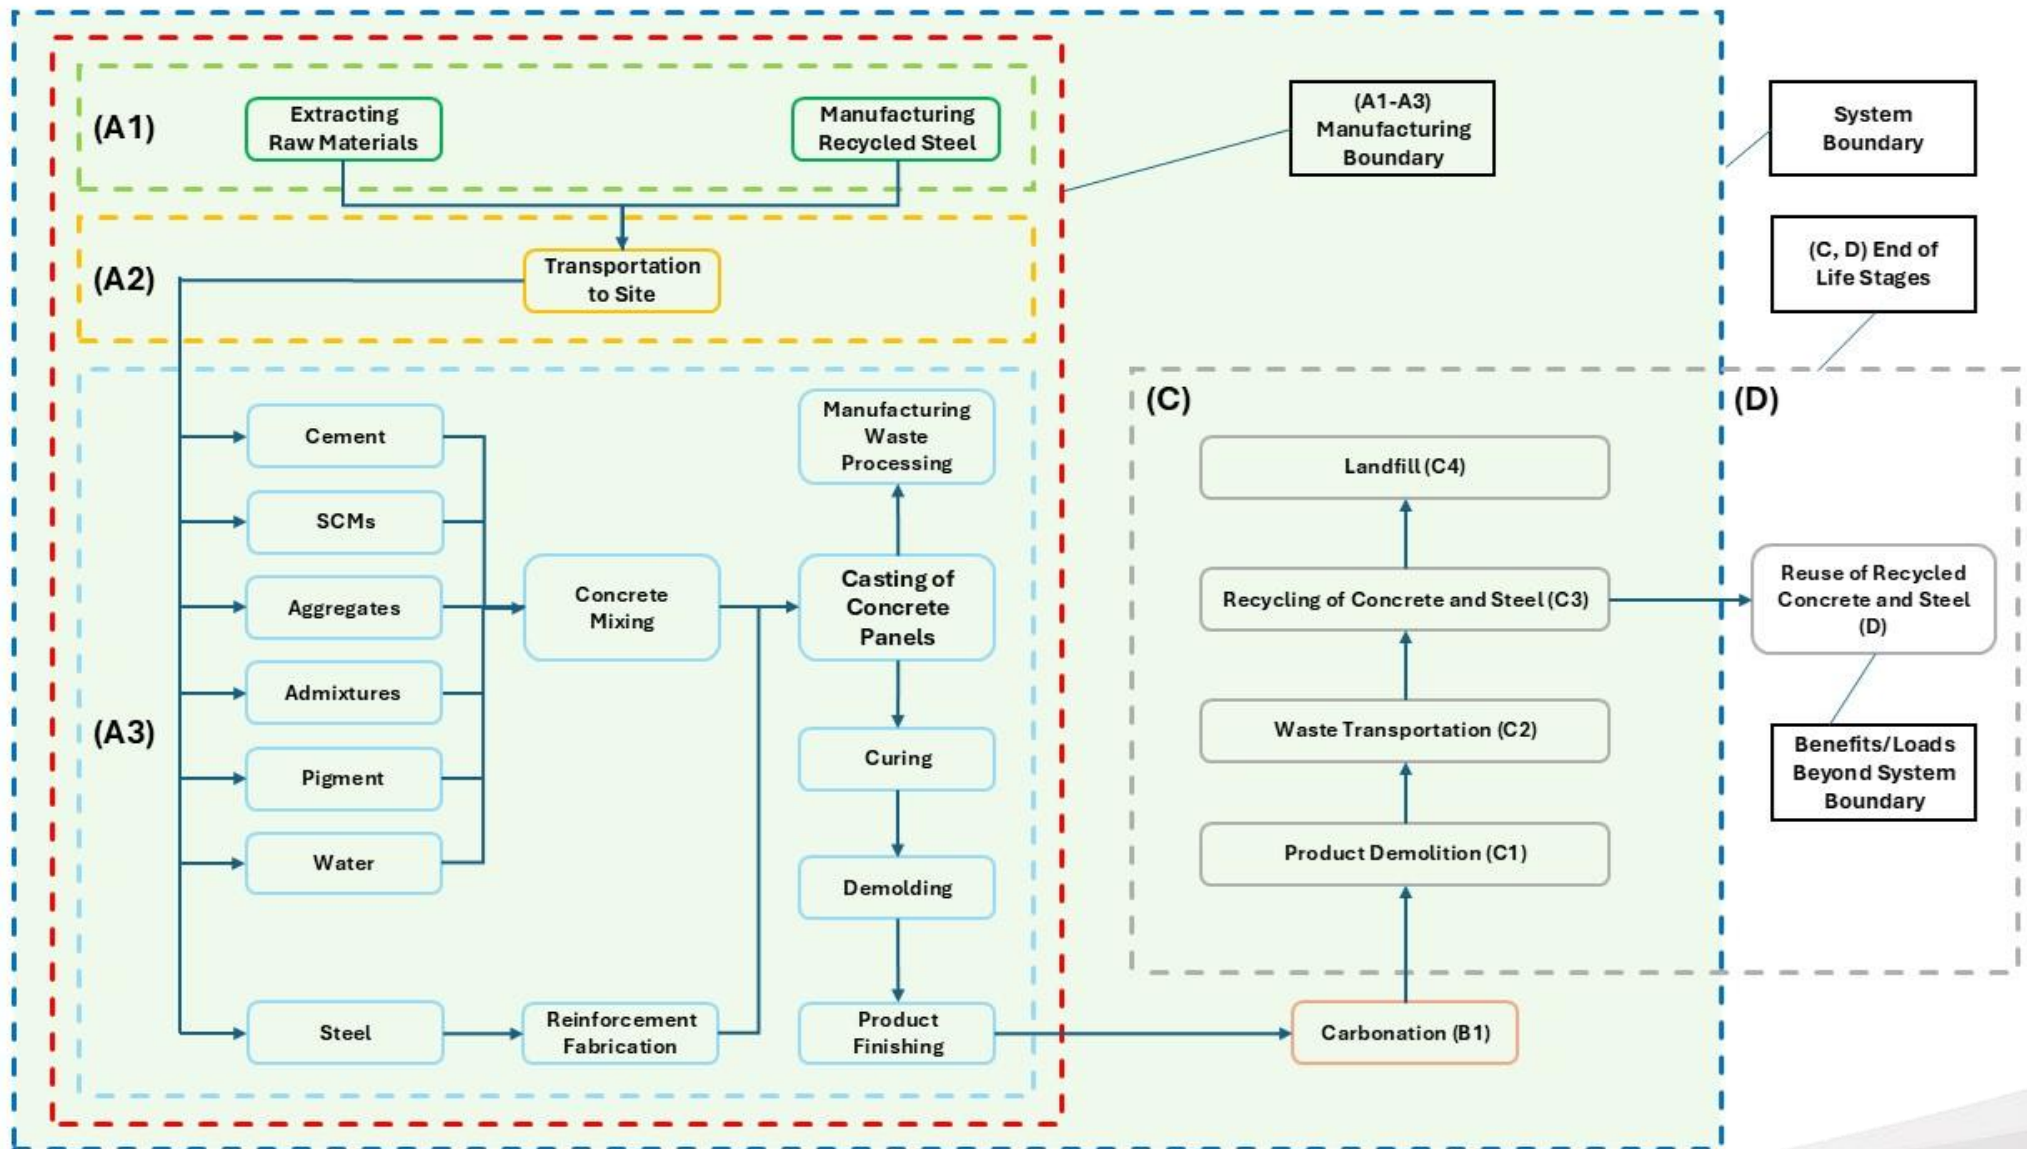 (A1)
Extracting
Raw Materials
Manufacturing
Recycled Steel
(A1-A3)
Manufacturing
Boundary
System
Boundary
(A2)
Transportation
to Site
(C, D) End of
Life Stages
(A3)
Cement
SCMs
Aggregates
Admixtures
Pigment
Water
Steel
Concrete
Mixing
Reinforcement
Fabrication
Manufacturing
Waste
Processing
Casting of
Concrete
Panels
Curing
Demolding
Product
Finishing
(C)
Landfill (C4)
Recycling of Concrete and Steel (C3)
Waste Transportation (C2)
Product Demolition (C1)
Carbonation (B1)
(D)
Reuse of Recycled
Concrete and Steel
(D)
Benefits/Loads
Beyond System
Boundary